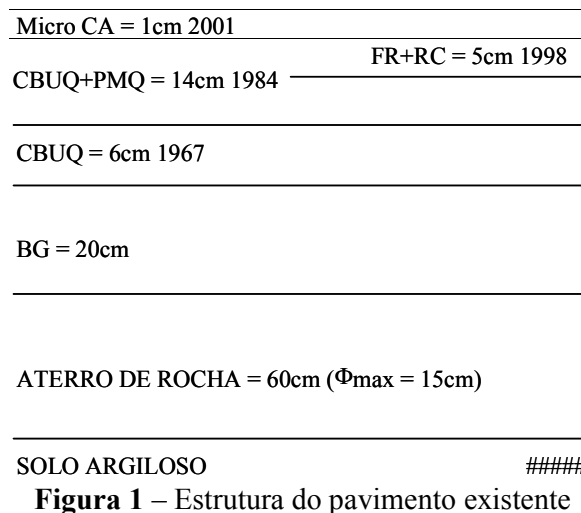 Micro CA = 1cm 2001
FR+RC = 5cm 1998
CBUQ+PMQ = 14cm 1984
CBUQ = 6cm 1967
BG = 20cm
ATERRO DE ROCHA = 60cm (Φmax = 15cm)
SOLO ARGILOSO #####
Figura 1 – Estrutura do pavimento existente